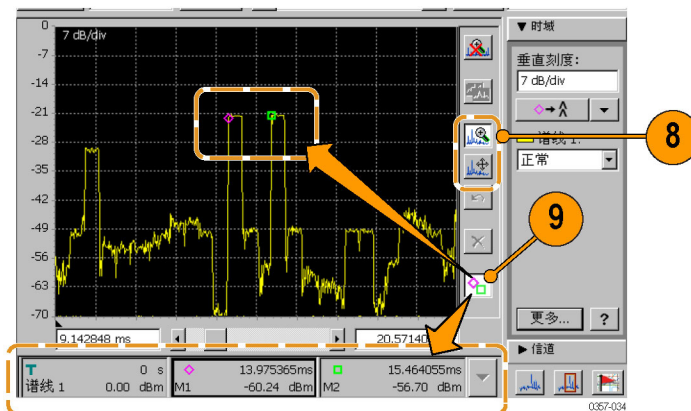 0
7 dB/div
-7
-14
-21
-28
-35
-42
-49
-56
-63
-70
▼ 时域
垂直刻度:
7 dB/div
谱线 1:
正常
8
9
9.142848 ms
20.57140
更多...
?
▶ 信道
T 0 s
谱线 1 0.00 dBm
13.975365ms
M1 -60.24 dBm
15.464055ms
M2 -56.70 dBm
0357-034